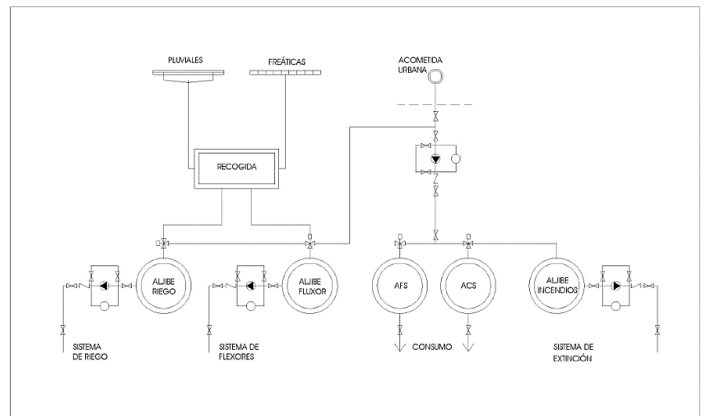 PLUVIALES
FREÁTICAS
ACOMETIDA
URBANA
RECOGIDA
ALJIBE
RIEGO
ALJIBE
FLUXOR
AFS
ACS
ALJIBE
INCENDIOS
SISTEMA
DE RIEGO
SISTEMA DE
FLEXORES
CONSUMO
SISTEMA DE
EXTINCIÓN